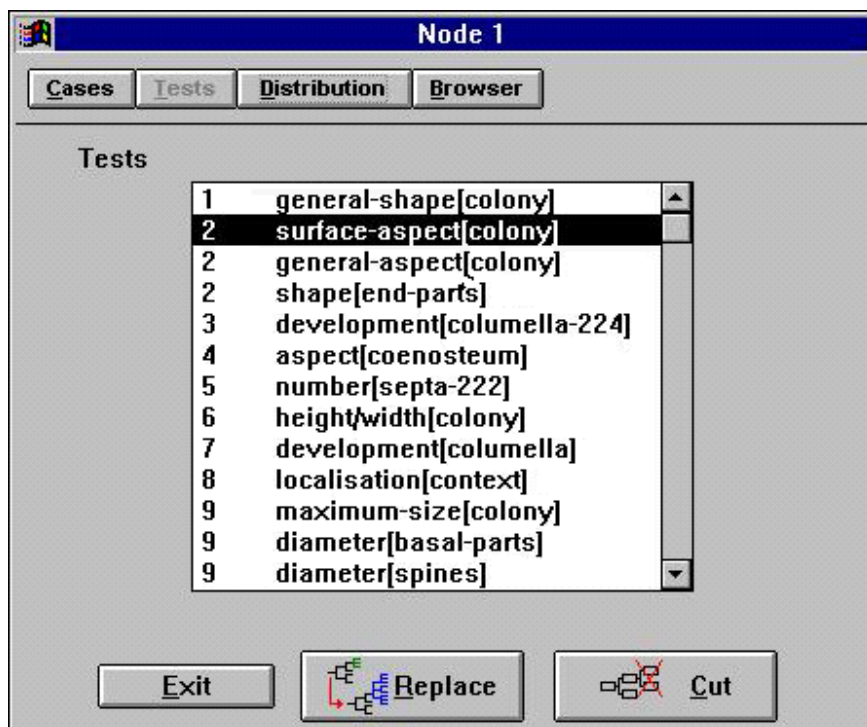 Node 1
Cases Tests Distribution Browser
Tests
1 general-shape[colony]
2 surface-aspect[colony]
2 general-aspect[colony]
2 shape[end-parts]
3 development[columella-224]
4 aspect[coenosteum]
5 number[septa-222]
6 height/width[colony]
7 development[columella]
8 localisation[context]
9 maximum-size[colony]
9 diameter[basal-parts]
9 diameter[spines]
Exit Replace Cut